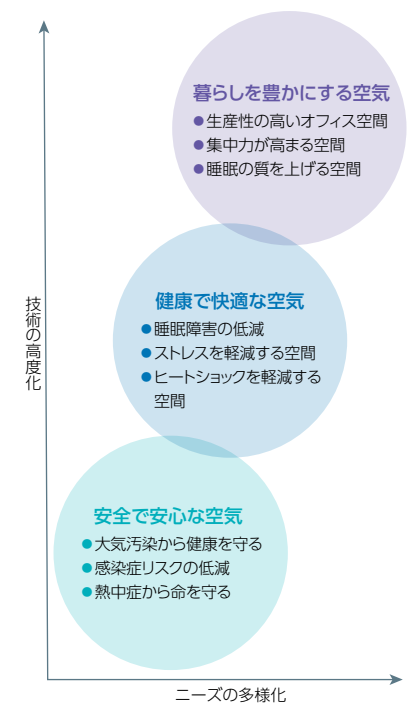 暮らしを豊かにする空気
●生産性の高いオフィス空間
●集中力が高まる空間
●睡眠の質を上げる空間
健康で快適な空気
●睡眠障害の低減
●ストレスを軽減する空間
●ヒートショックを軽減する
空間
技術の高度化
安全で安心な空気
●大気汚染から健康を守る
●感染症リスクの低減
●熱中症から命を守る
ニーズの多様化